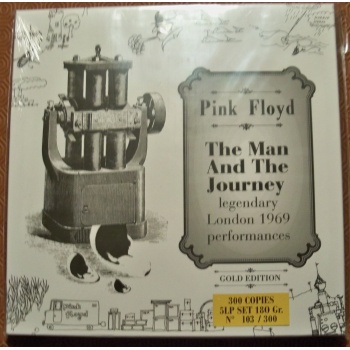 Pink Floyd
The Man
And The
Journey
legendary
London 1969
performances
GOLD EDITION
300 COPIES
5LP SET 180 Gr.
N° 103 / 300